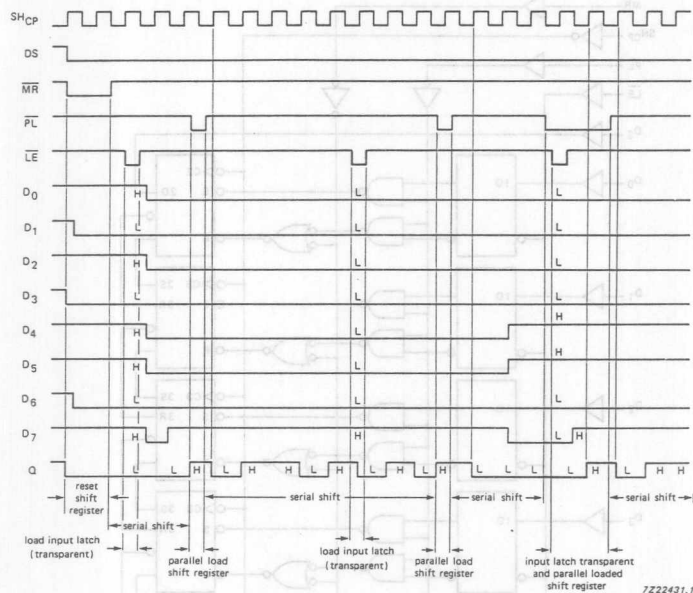 SHCP
DS
MR
PL
LE
D0 H L L
D1 L L L
D2 H L L
D3 L L L
H
D4 H L
H
D5 H L
D6 L L L
D7 H H L H
Q L L H L H H L H L H L H L L L L H L H H
reset shift register
serial shift
serial shift
serial shift
serial shift
load input latch (transparent)
parallel load shift register
load input latch (transparent)
parallel load shift register
input latch transparent and parallel loaded shift register
7Z22431.1